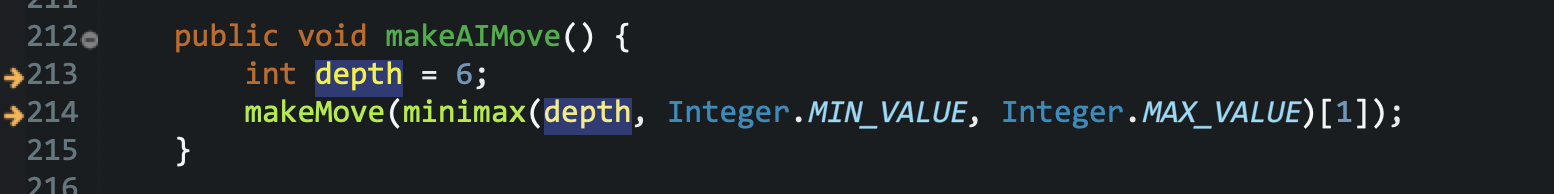 211
212 public void makeAIMove() {
213 int depth = 6;
214 makeMove(minimax(depth, Integer.MIN_VALUE, Integer.MAX_VALUE)[1]);
215 }
216